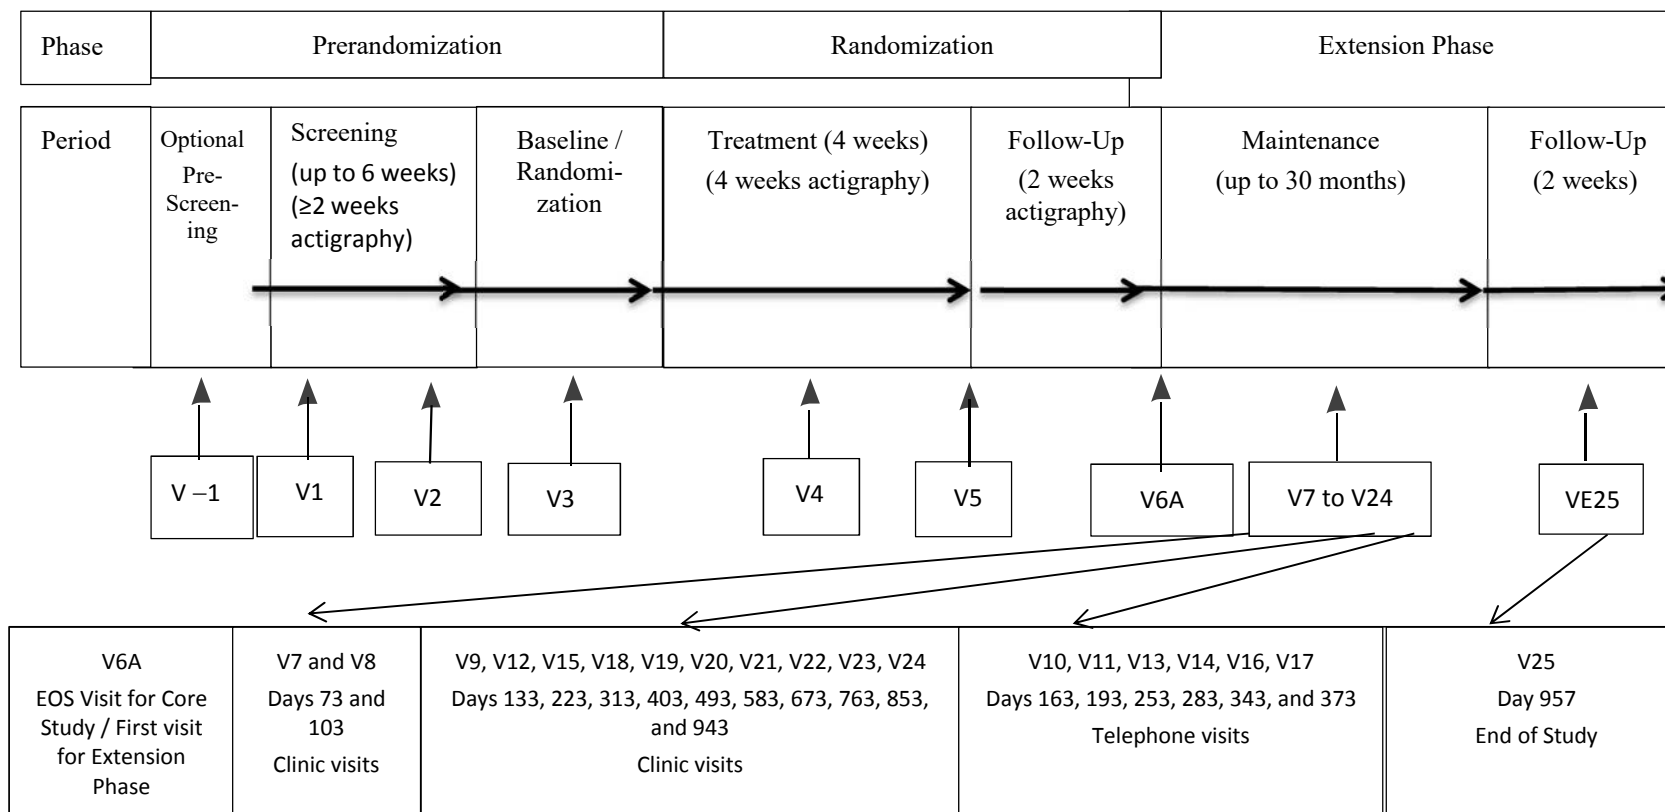 Phase
Prerandomization
Randomization
Extension Phase
Period
Optional
Pre-
Screen-
ing
Screening
(up to 6 weeks)
(≥2 weeks
actigraphy)
Baseline /
Randomi-
zation
Treatment (4 weeks)
(4 weeks actigraphy)
Follow-Up
(2 weeks
actigraphy)
Maintenance
(up to 30 months)
Follow-Up
(2 weeks)
V –1
V1
V2
V3
V4
V5
V6A
V7 to V24
VE25
V6A
EOS Visit for Core
Study / First visit
for Extension
Phase
V7 and V8
Days 73 and
103
Clinic visits
V9, V12, V15, V18, V19, V20, V21, V22, V23, V24
Days 133, 223, 313, 403, 493, 583, 673, 763, 853,
and 943
Clinic visits
V10, V11, V13, V14, V16, V17
Days 163, 193, 253, 283, 343, and 373
Telephone visits
V25
Day 957
End of Study